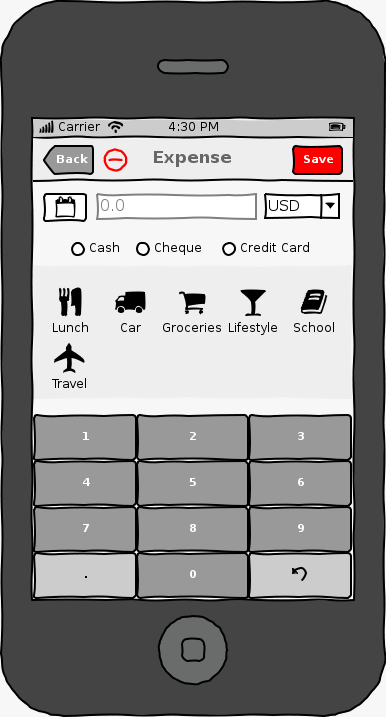 Carrier 4:30 PM
Back Expense Save
0.0 USD
Cash Cheque Credit Card
Lunch Car Groceries Lifestyle School
Travel
1 2 3
4 5 6
7 8 9
. 0